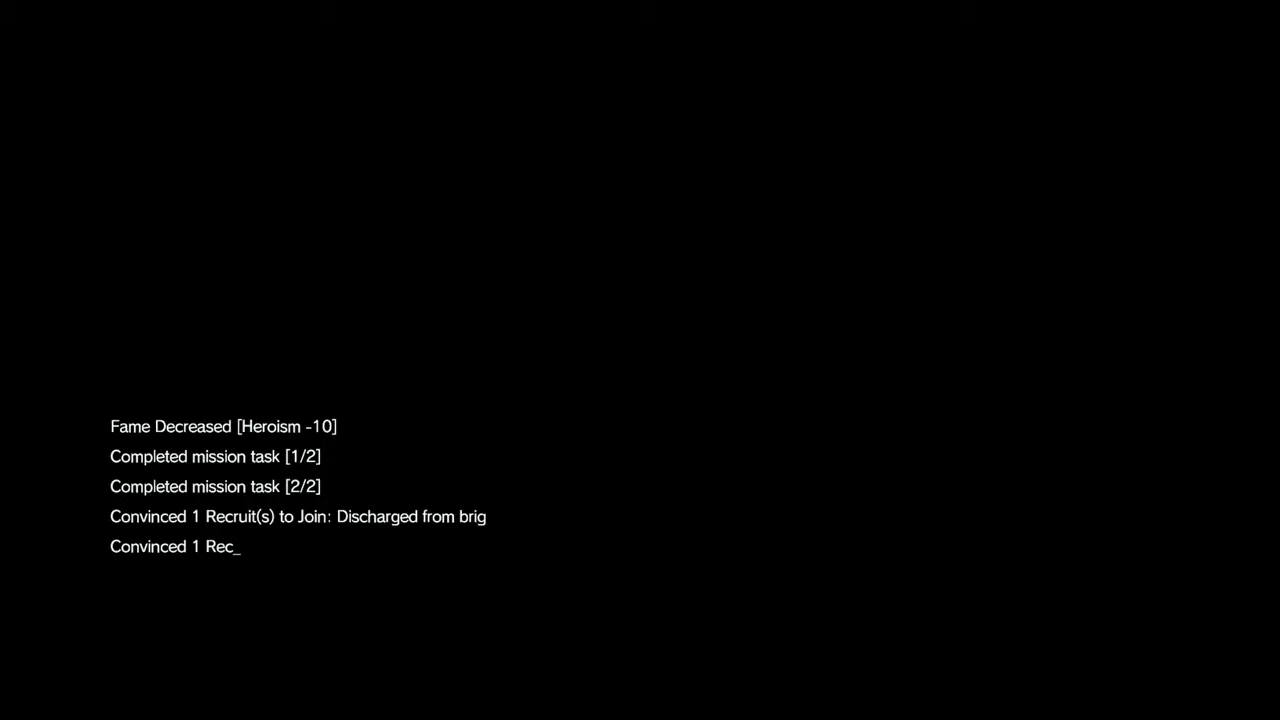 Fame Decreased [Heroism -10]
Completed mission task [1/2]
Completed mission task [2/2]
Convinced 1 Recruit(s) to Join: Discharged from brig
Convinced 1 Rec_